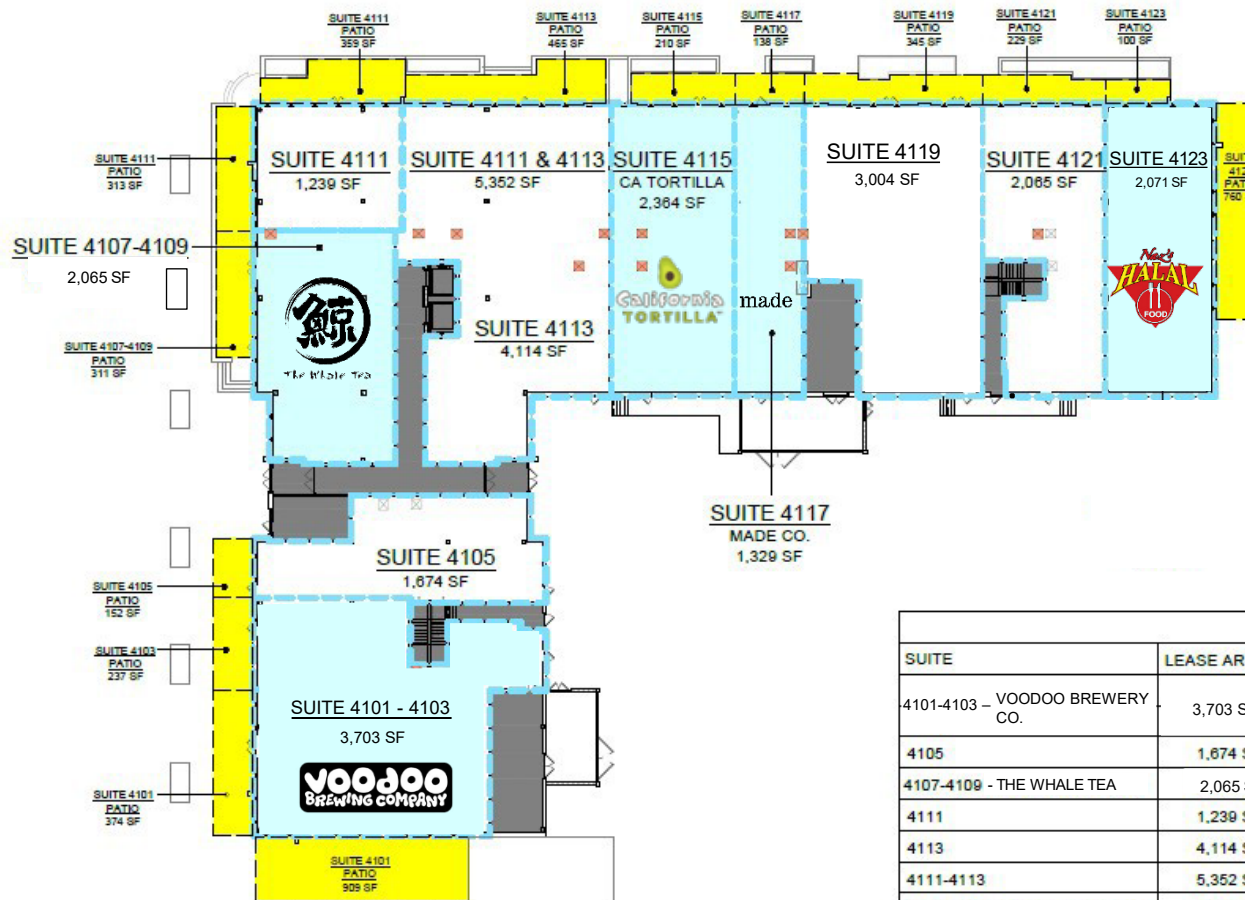 SUITE 4111
PATIO
359 SF
SUITE 4113
PATIO
465 SF
SUITE 4115
PATIO
210 SF
SUITE 4117
PATIO
138 SF
SUITE 4119
PATIO
345 SF
SUITE 4121
PATIO
229 SF
SUITE 4123
PATIO
100 SF
SUITE 4111
PATIO
313 SF
SUITE 4111
1,239 SF
SUITE 4111 & 4113
5,352 SF
SUITE 4115
CA TORTILLA
2,364 SF
SUITE 4119
3,004 SF
SUITE 4121
2,065 SF
SUITE 4123
2,071 SF
760
SUITE 4107-4109
2,065 SF
鯨
The Whale Tea
SUITE 4113
4,114 SF
California
TORTILLA
made
Naz's
HALAL
FOOD
SUITE 4107-4109
PATIO
311 SF
SUITE 4117
MADE CO.
1,329 SF
SUITE 4105
1,674 SF
SUITE 4105
PATIO
152 SF
SUITE 4103
PATIO
237 SF
SUITE 4101 - 4103
3,703 SF
VOODOO
BREWING COMPANY
SUITE 4101
PATIO
374 SF
SUITE 4101
PATIO
909 SF
SUITE LEASE AR
4101-4103 – VOODOO BREWERY
CO. 3,703 S
4105 1,674 S
4107-4109 - THE WHALE TEA 2,065
4111 1,239 S
4113 4,114 S
4111-4113 5,352 S